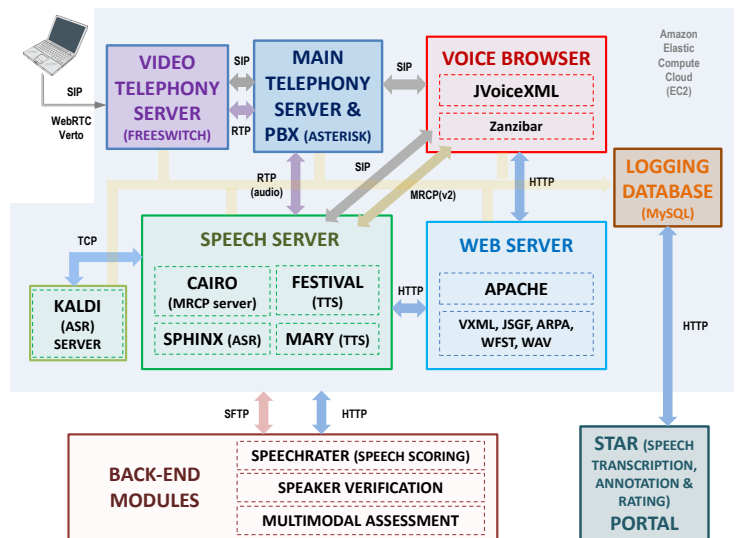 VIDEO
TELEPHONY
SERVER
(FREESWITCH)
SIP
WebRTC
Verto
SIP
RTP
MAIN
TELEPHONY
SERVER &
PBX (ASTERISK)
SIP
VOICE BROWSER
JVoiceXML
Zanzibar
Amazon
Elastic
Compute
Cloud
(EC2)
RTP
(audio)
SIP
MRCP(v2)
HTTP
LOGGING
DATABASE
(MySQL)
TCP
SPEECH SERVER
CAIRO
(MRCP server)
FESTIVAL
(TTS)
SPHINX (ASR)
MARY (TTS)
HTTP
WEB SERVER
APACHE
VXML, JSGF, ARPA,
WFST, WAV
KALDI
(ASR)
SERVER
HTTP
SFTP
HTTP
BACK-END
MODULES
SPEECHRATER (SPEECH SCORING)
SPEAKER VERIFICATION
MULTIMODAL ASSESSMENT
STAR (SPEECH
TRANSCRIPTION,
ANNOTATION &
RATING)
PORTAL